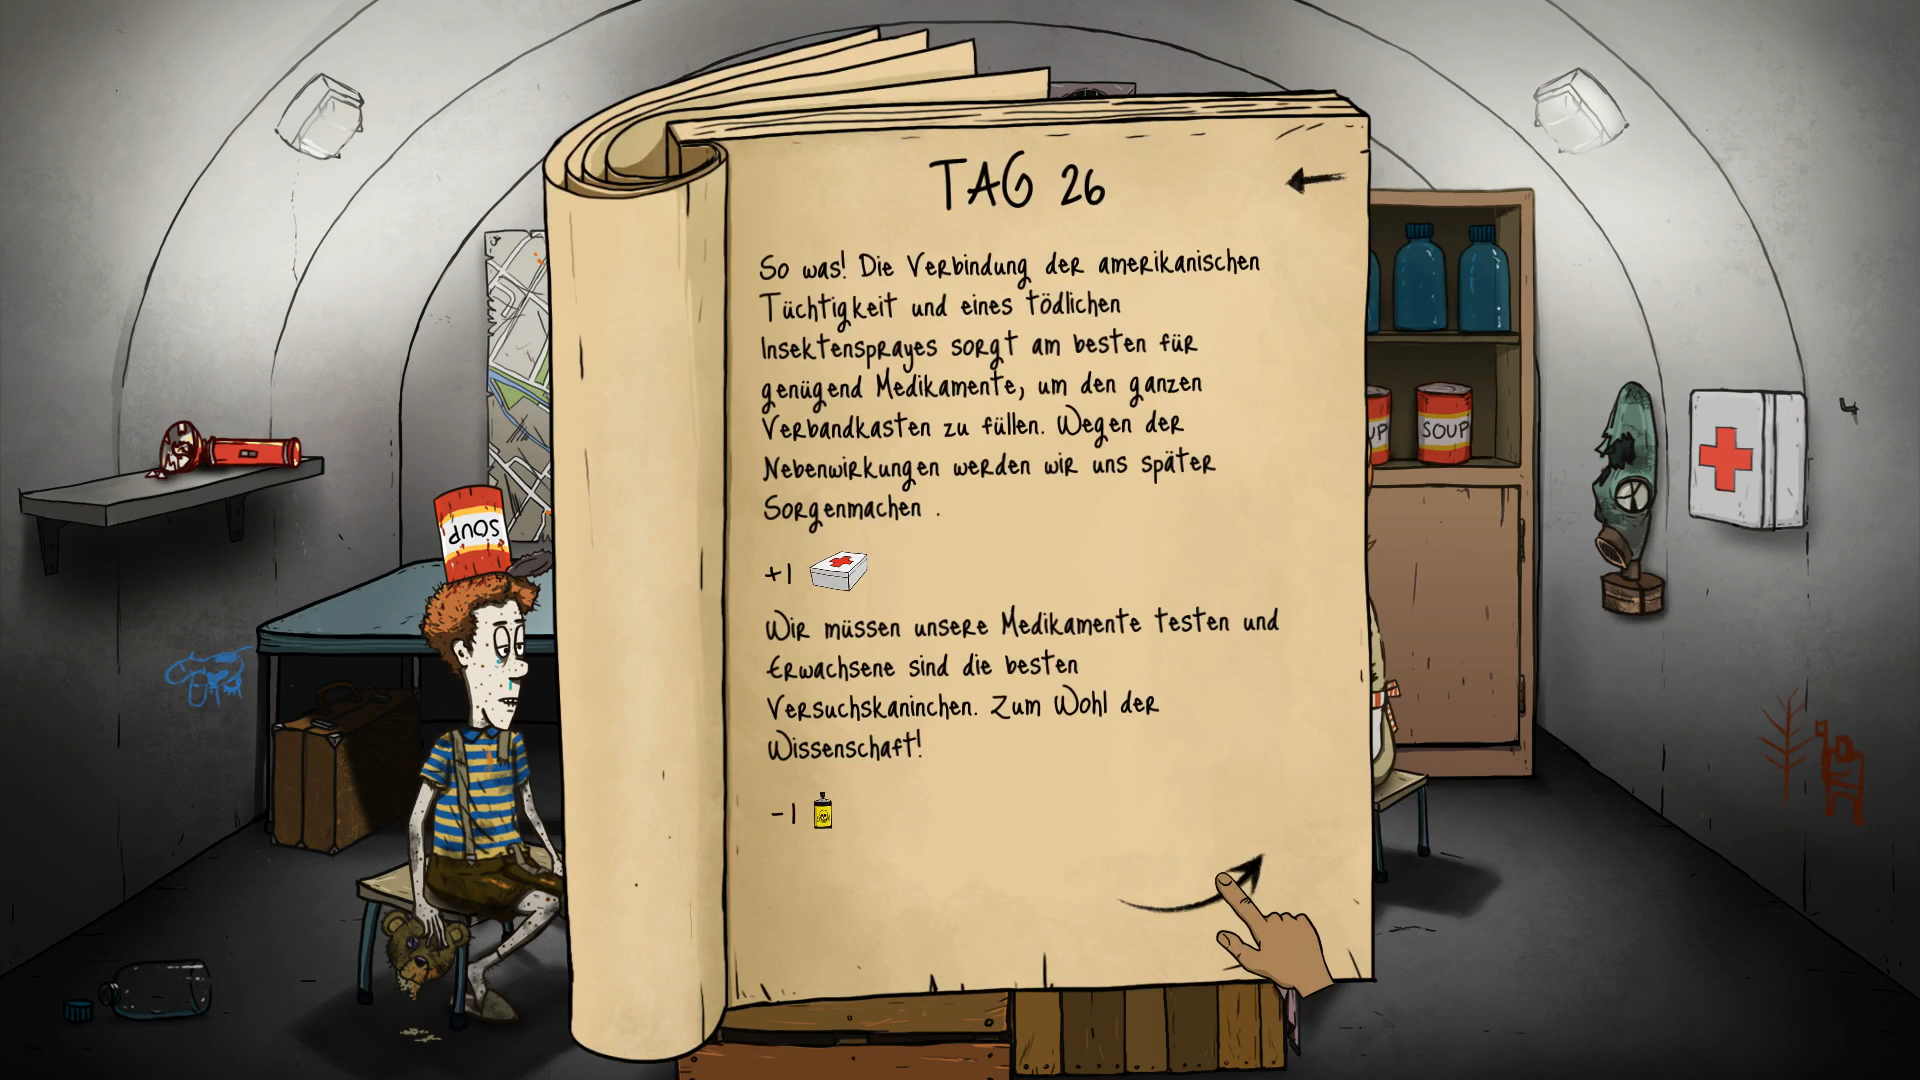 TAG 26
So was! Die Verbindung der amerikanischen
Tüchtigkeit und eines tödlichen
Insektensprayes sorgt am besten für
genügend Medikamente, um den ganzen
Verbandkasten zu füllen. Wegen der
Nebenwirkungen werden wir uns später
Sorgenmachen .
+1
Wir müssen unsere Medikamente testen und
Erwachsene sind die besten
Versuchskaninchen. Zum Wohl der
Wissenschaft!
-1
SOUP
UP
SOUP